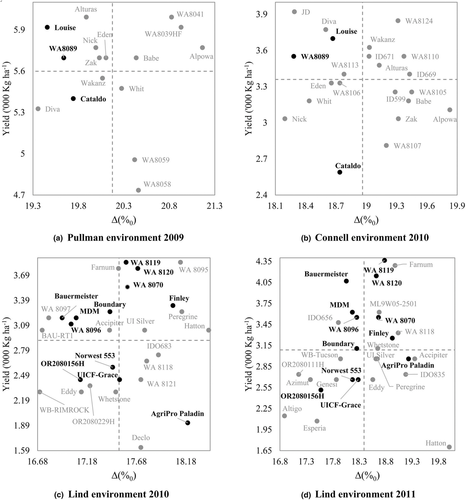 Yield ('000 Kg ha⁻¹)
5.9
5.6
5.3
5
4.7
Louise
Alturas
WA8041
WA8039HF
Nick
Eden
Alpowa
WA8089
Zak
Babe
Wakanz
Whit
Cataldo
Diva
WA8059
WA8058
19.3
19.8
20.3
20.8
21.3
Δ(%₀)
(a) Pullman environment 2009
Yield ('000 Kg ha⁻¹)
3.9
3.6
3.3
3
2.7
2.4
JD
Diva
WA8124
Louise
WA8089
ID671
WA8110
WA8113
Alturas
ID669
Eden
WA8106
WA8105
Whit
ID599
Babe
Nick
Zak
Alpowa
WA8107
Cataldo
18.1
18.5
18.9
19.3
19.7
Δ(%₀)
(b) Connell environment 2010
Yield ('000 Kg ha⁻¹)
3.69
3.39
3.09
2.79
2.49
2.19
1.89
1.59
Farnum
WA 8119
WA 8120
WA 8095
WA 8070
Bauermeister
Boundary
Finley
WA 8097
MDM
Peregrine
BAU-RT1
WA 8096
Accipiter
UI Silver
Hatton
IDO683
Norwest 553
WA 8118
OR2080156H
UICF-Grace
WA 8121
Eddy
Whetstone
WB-RIMROCK
OR2080229H
AgriPro Paladin
Declo
16.68
17.18
17.68
18.18
Δ(%₀)
(c) Lind environment 2010
Yield ('000 Kg ha⁻¹)
4.35
4.05
3.75
3.45
3.15
2.85
2.55
2.25
1.95
1.65
WA 8119
Farnum
Bauermeister
WA 8120
MDM
ML9W05-2501
IDO656
WA 8070
WA 8096
WA 8118
Finley
Boundary
Whetstone
WB-Tucson
UI Silver
Accipiter
OR2080111H
Norwest 553
AgriPro Paladin
Azimut
Genesi
Eddy
Peregrine
IDO835
OR2080156H
UICF-Grace
Altigo
Esperia
Hatton
16.8
17.4
18
18.6
19.2
19.8
Δ(%₀)
(d) Lind environment 2011